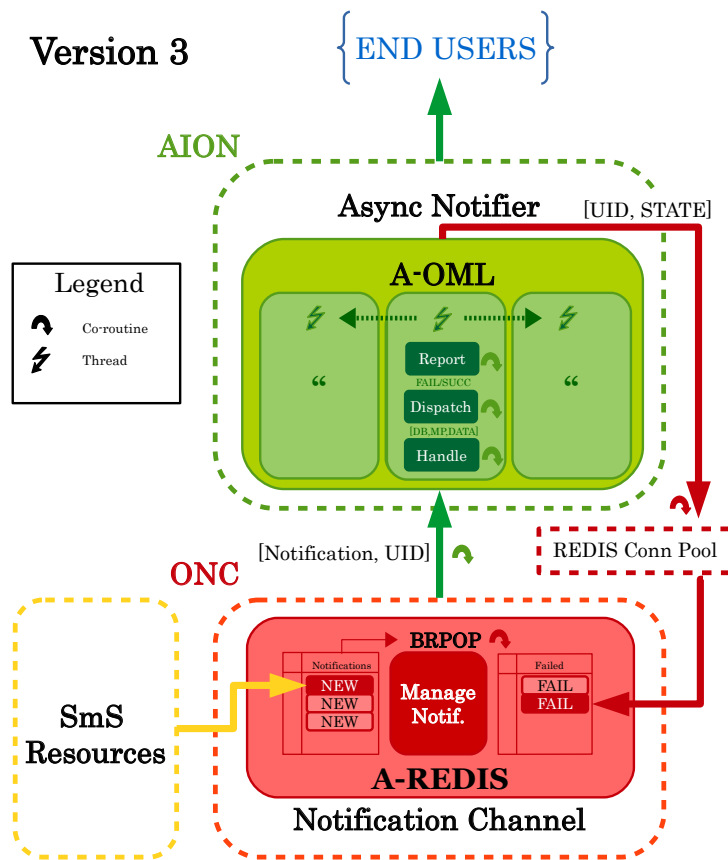 Version 3
{END USERS}
AION
Async Notifier
[UID, STATE]
A-OML
Legend
Co-routine
Thread
“
“
Report
FAIL/SUCC
Dispatch
[DB,MP,DATA]
Handle
[Notification, UID]
REDIS Conn Pool
ONC
BRPOP
Notifications
NEW
NEW
NEW
Manage
Notif.
Failed
FAIL
FAIL
SmS
Resources
A-REDIS
Notification Channel